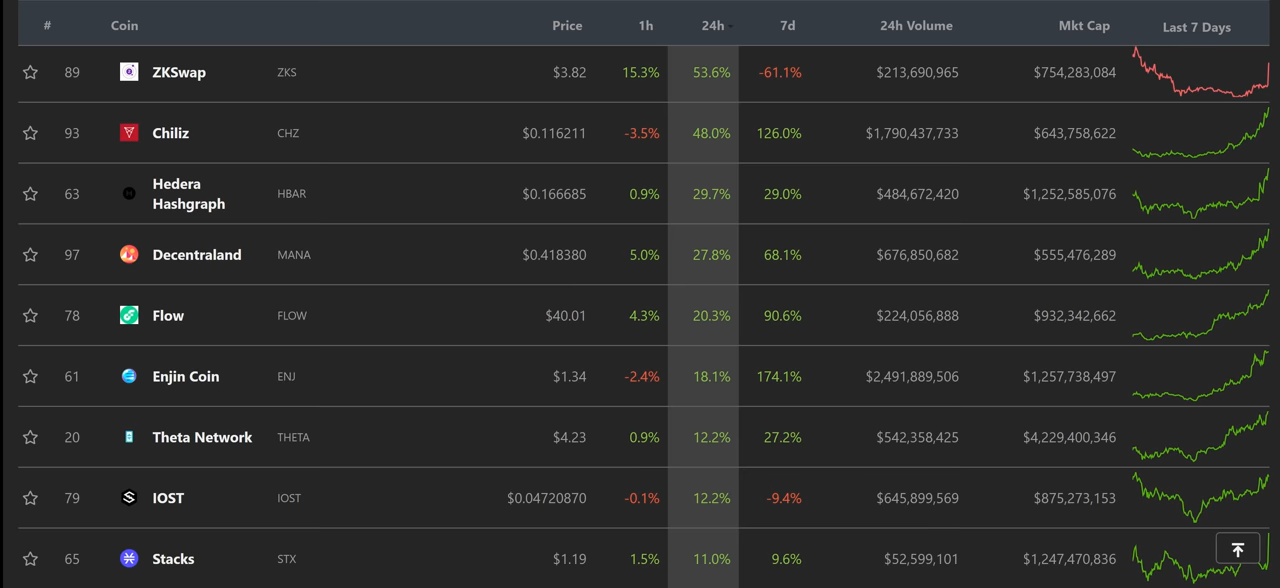 # Coin Price 1h 24h 7d 24h Volume Mkt Cap Last 7 Days
89 ZKSwap ZKS $3.82 15.3% 53.6% -61.1% $213,690,965 $754,283,084
93 Chiliz CHZ $0.116211 -3.5% 48.0% 126.0% $1,790,437,733 $643,758,622
63 Hedera Hashgraph HBAR $0.166685 0.9% 29.7% 29.0% $484,672,420 $1,252,585,076
97 Decentraland MANA $0.418380 5.0% 27.8% 68.1% $676,850,682 $555,476,289
78 Flow FLOW $40.01 4.3% 20.3% 90.6% $224,056,888 $932,342,662
61 Enjin Coin ENJ $1.34 -2.4% 18.1% 174.1% $2,491,889,506 $1,257,738,497
20 Theta Network THETA $4.23 0.9% 12.2% 27.2% $542,358,425 $4,229,400,346
79 IOST IOST $0.04720870 -0.1% 12.2% -9.4% $645,899,569 $875,273,153
65 Stacks STX $1.19 1.5% 11.0% 9.6% $52,599,101 $1,247,470,836